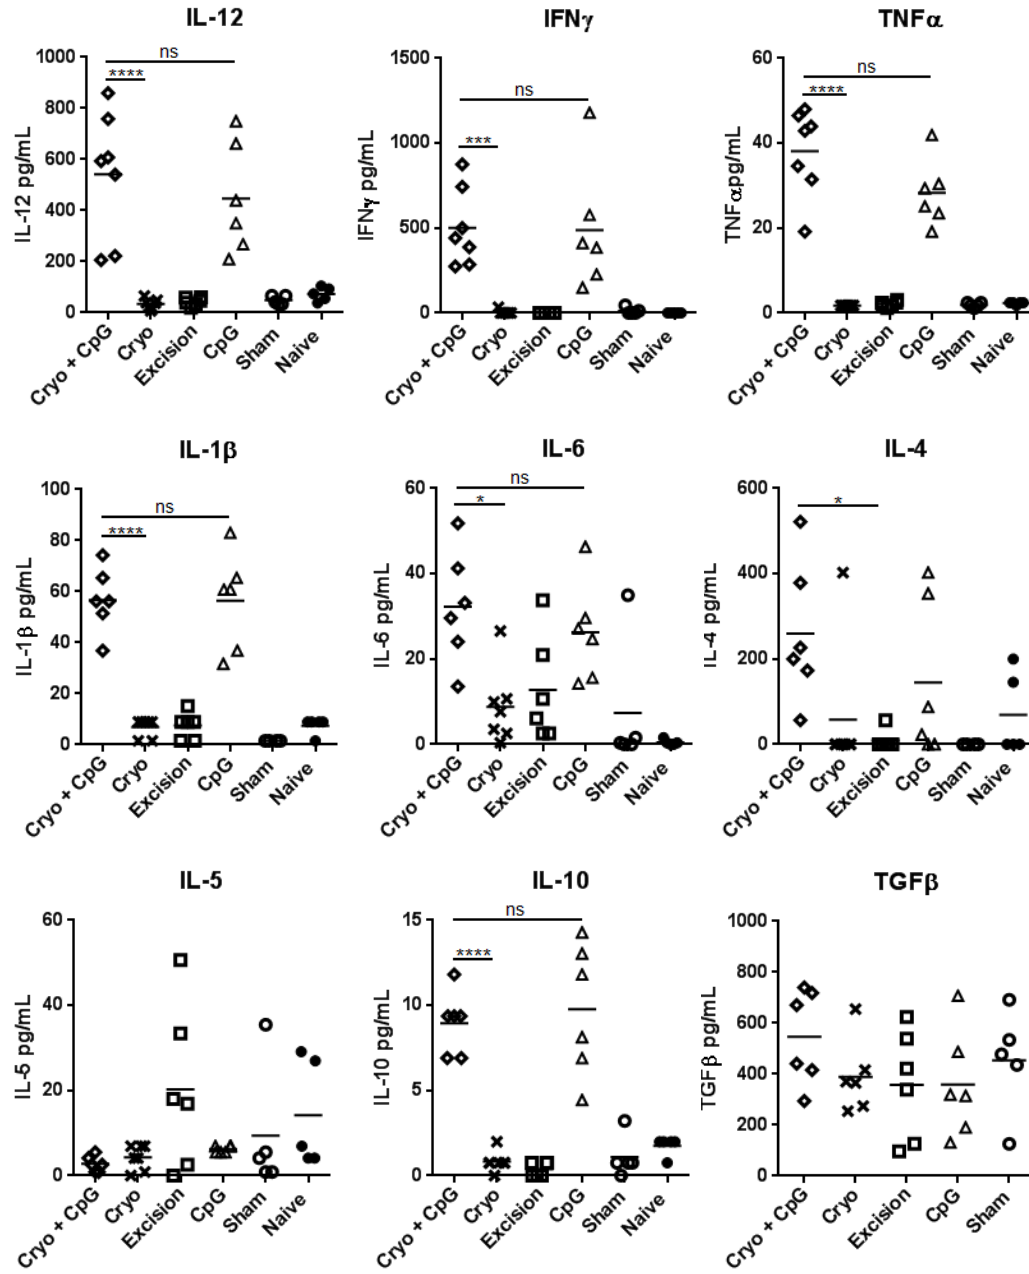 IL-12
IFNγ
TNFα
ns
****
1000
800
600
400
200
0
IL-12 pg/mL
Cryo + CpG
Cryo
Excision
CpG
Sham
Naive
ns
***
1500
1000
500
0
IFNγ pg/mL
Cryo + CpG
Cryo
Excision
CpG
Sham
Naive
ns
****
60
40
20
0
TNFαpg/mL
Cryo + CpG
Cryo
Excision
CpG
Sham
Naive
IL-1β
IL-6
IL-4
ns
****
100
80
60
40
20
0
IL-1β pg/mL
Cryo + CpG
Cryo
Excision
CpG
Sham
Naive
ns
*
60
40
20
0
IL-6 pg/mL
Cryo + CpG
Cryo
Excision
CpG
Sham
Naive
*
600
400
200
0
IL-4 pg/mL
Cryo + CpG
Cryo
Excision
CpG
Sham
Naive
IL-5
IL-10
TGFβ
60
40
20
0
IL-5 pg/mL
Cryo + CpG
Cryo
Excision
CpG
Sham
Naive
ns
****
15
10
5
0
IL-10 pg/mL
Cryo + CpG
Cryo
Excision
CpG
Sham
Naive
1000
800
600
400
200
0
TGFβ pg/mL
Cryo + CpG
Cryo
Excision
CpG
Sham